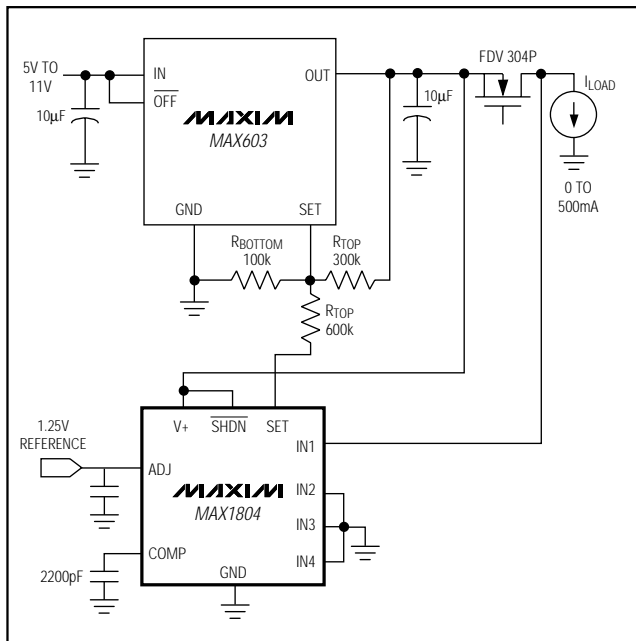 5V TO
11V
10µF
IN
OFF
OUT
MAXIM
MAX603
GND
SET
10µF
FDV 304P
ILOAD
0 TO
500mA
RBOTTOM
100k
RTOP
300k
RTOP
600k
1.25V
REFERENCE
V+
SHDN
SET
ADJ
IN1
MAXIM
MAX1804
IN2
IN3
IN4
COMP
GND
2200pF